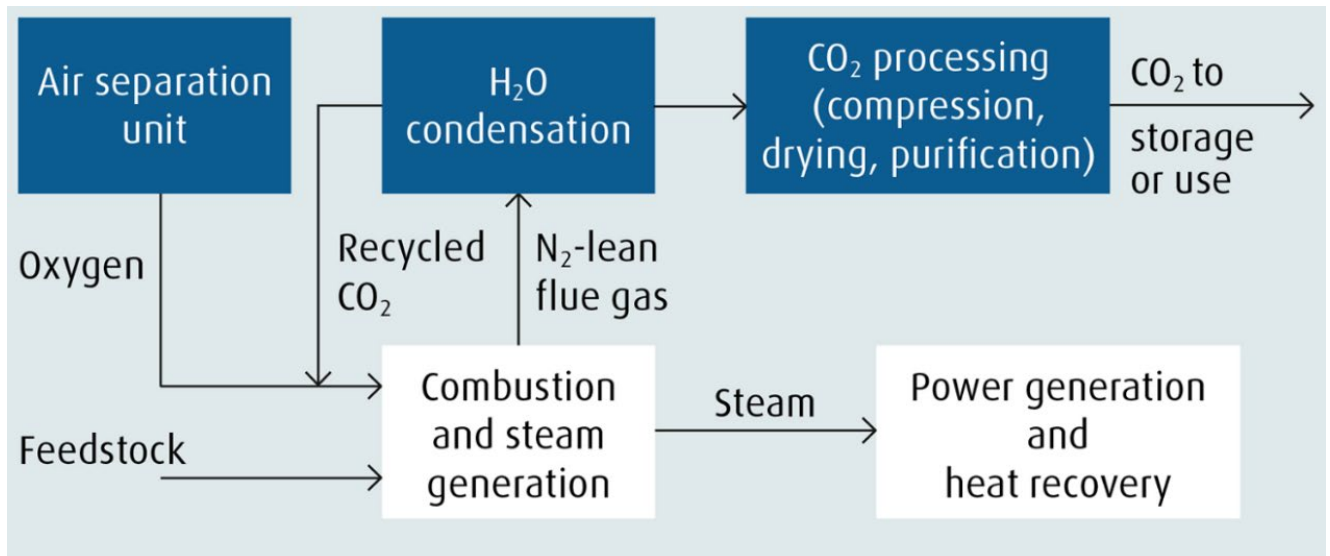 Air separation
unit
H₂O
condensation
CO₂ processing
(compression,
drying, purification)
CO₂ to
storage
or use
Oxygen
Recycled
CO₂
N₂-lean
flue gas
Feedstock
Combustion
and steam
generation
Steam
Power generation
and
heat recovery